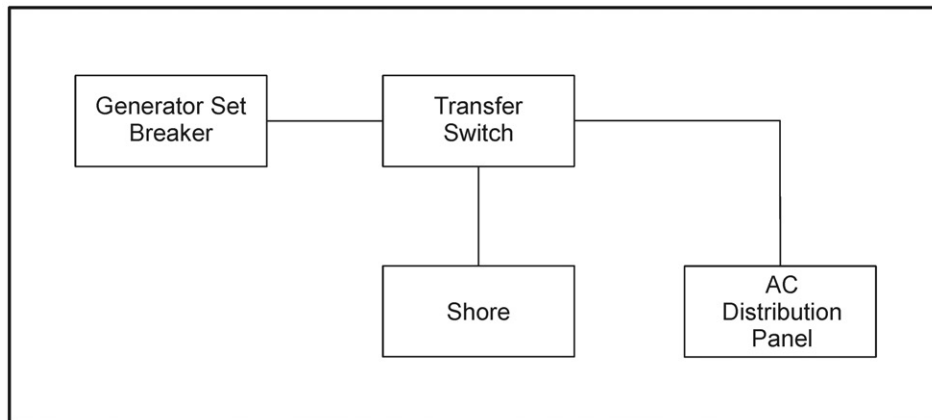 Generator Set
Breaker
Transfer
Switch
Shore
AC
Distribution
Panel